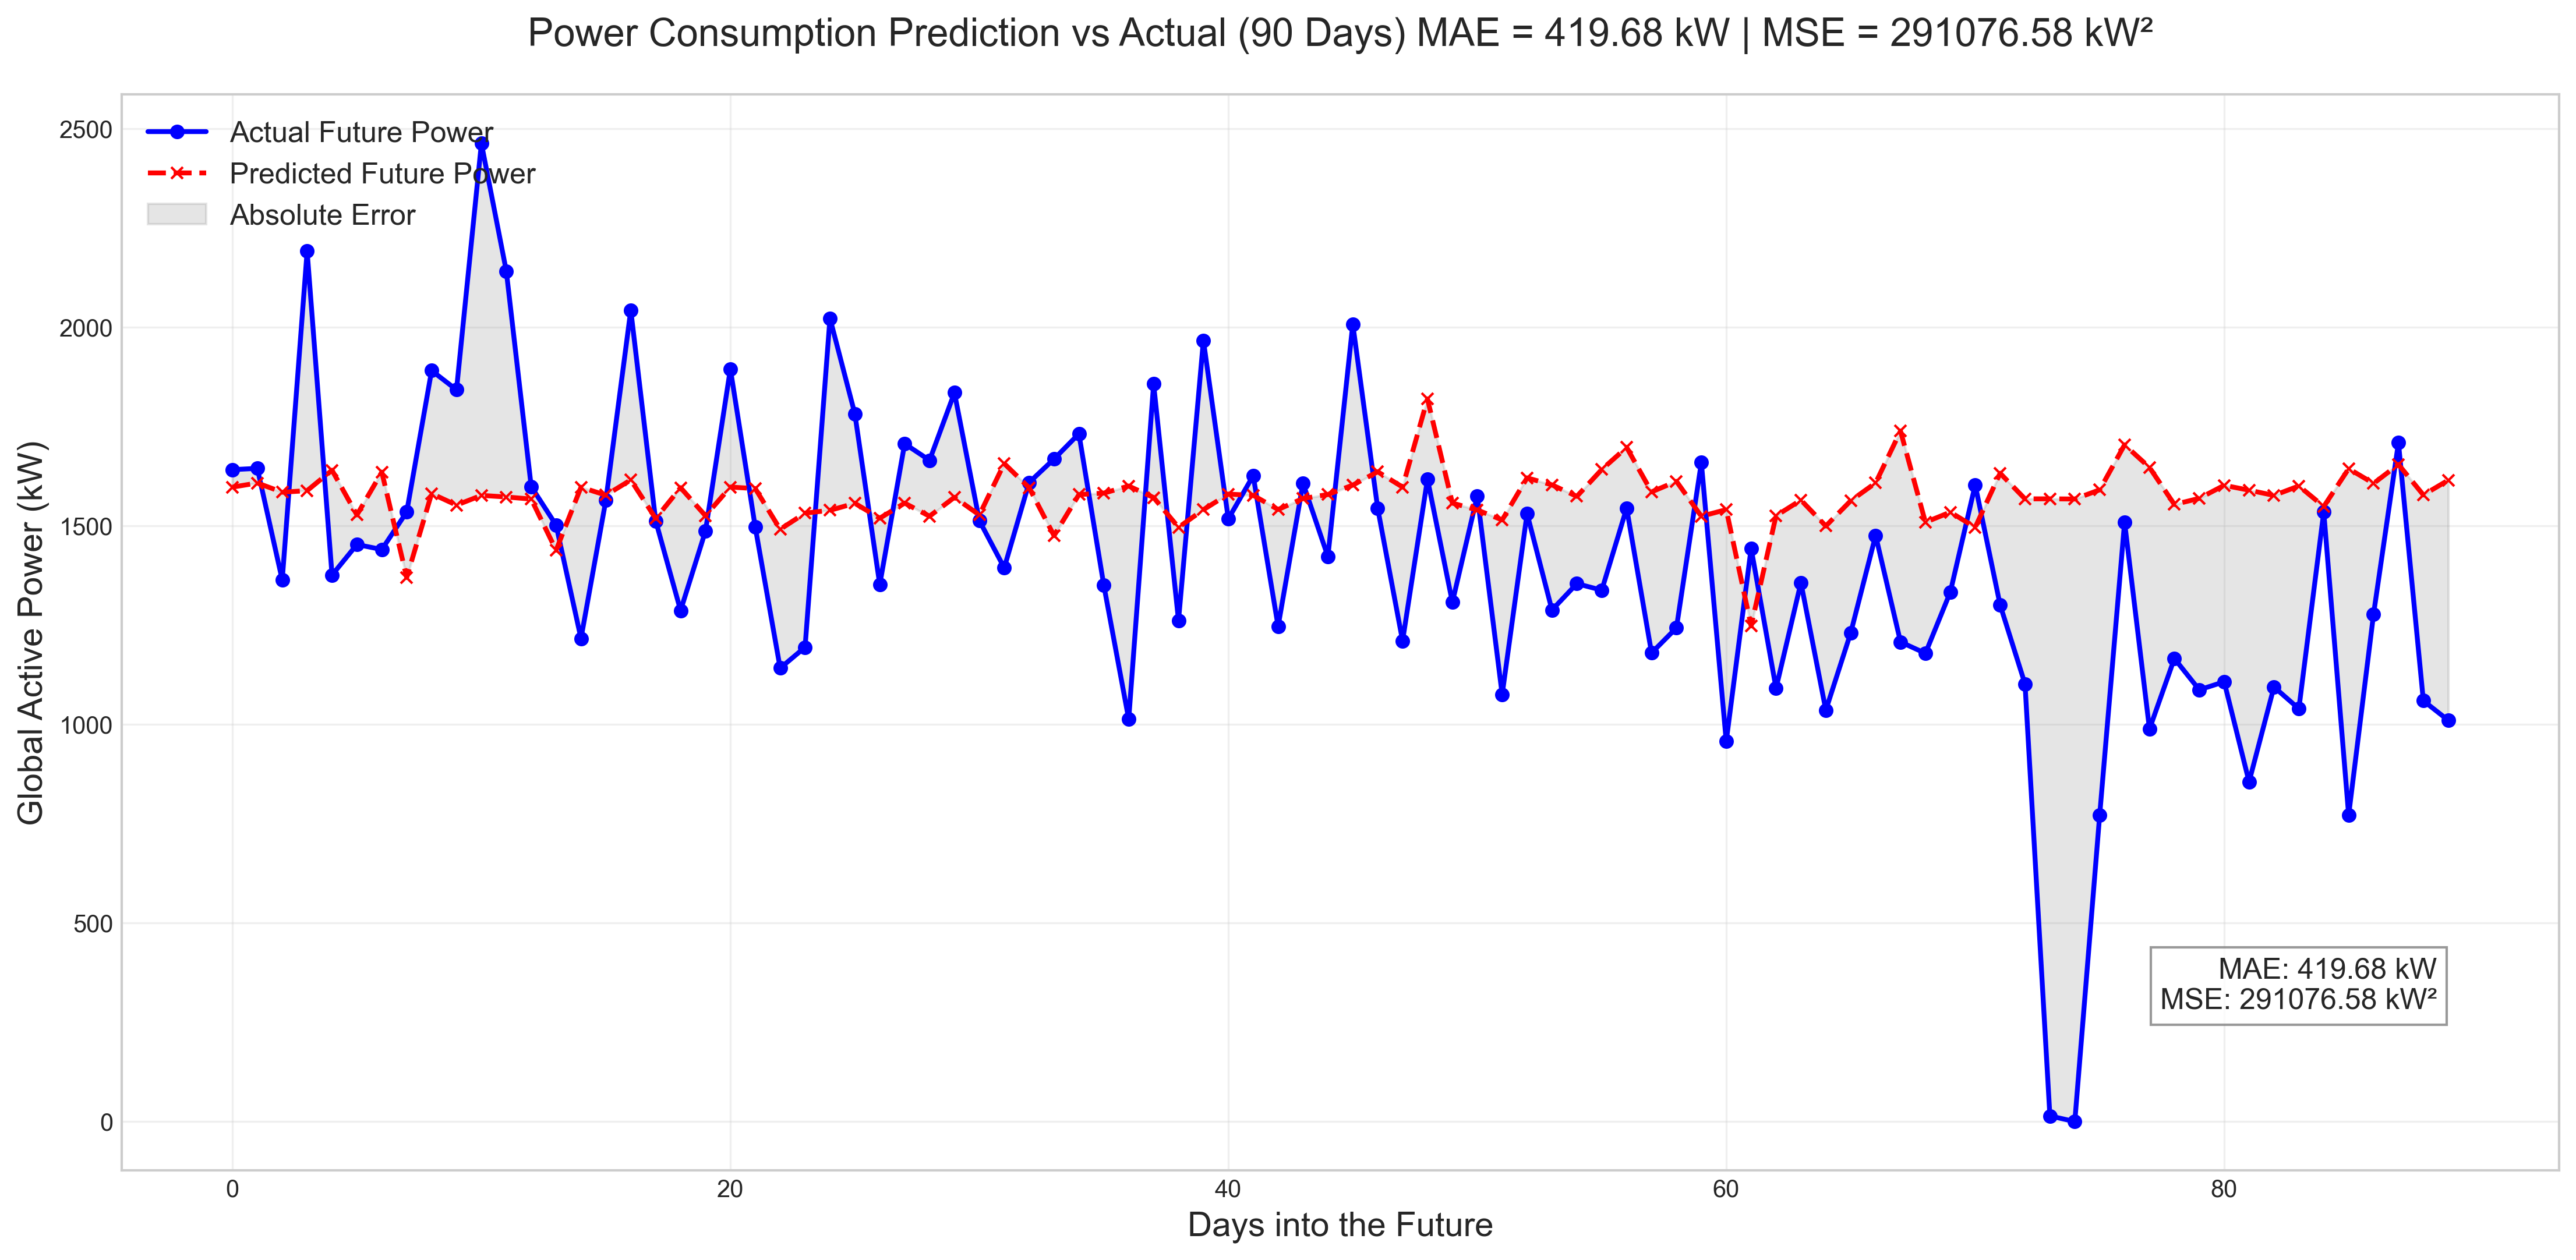 Power Consumption Prediction vs Actual (90 Days) MAE = 419.68 kW | MSE = 291076.58 kW²
Actual Future Power
Predicted Future Power
Absolute Error
Global Active Power (kW)
2500
2000
1500
1000
500
0
MAE: 419.68 kW
MSE: 291076.58 kW²
0 20 40 60 80
Days into the Future